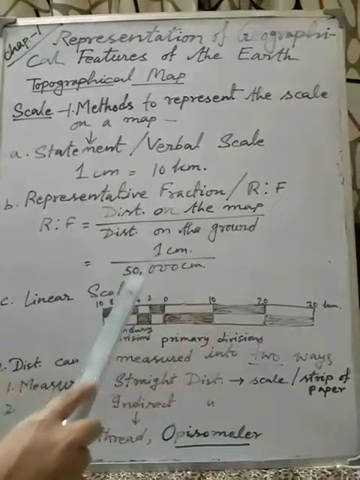 Chap-1
Representation of Geographi-
cal Features of the Earth
Topographical Map
Scale - 1. Methods to represent the scale
on a map -
a. Statement / Verbal Scale
1 cm = 10 km.
b. Representative Fraction / R:F
R:F = Dist. on the map
Dist. on the ground
= 1 cm.
50,000 cm.
c. Linear
10 2 0 10 20 30 km.
primary divisions
Dist can measured into two ways
1. Straight Dist. → scale / strip of
paper
2 Indirect "
thread, Opisometer